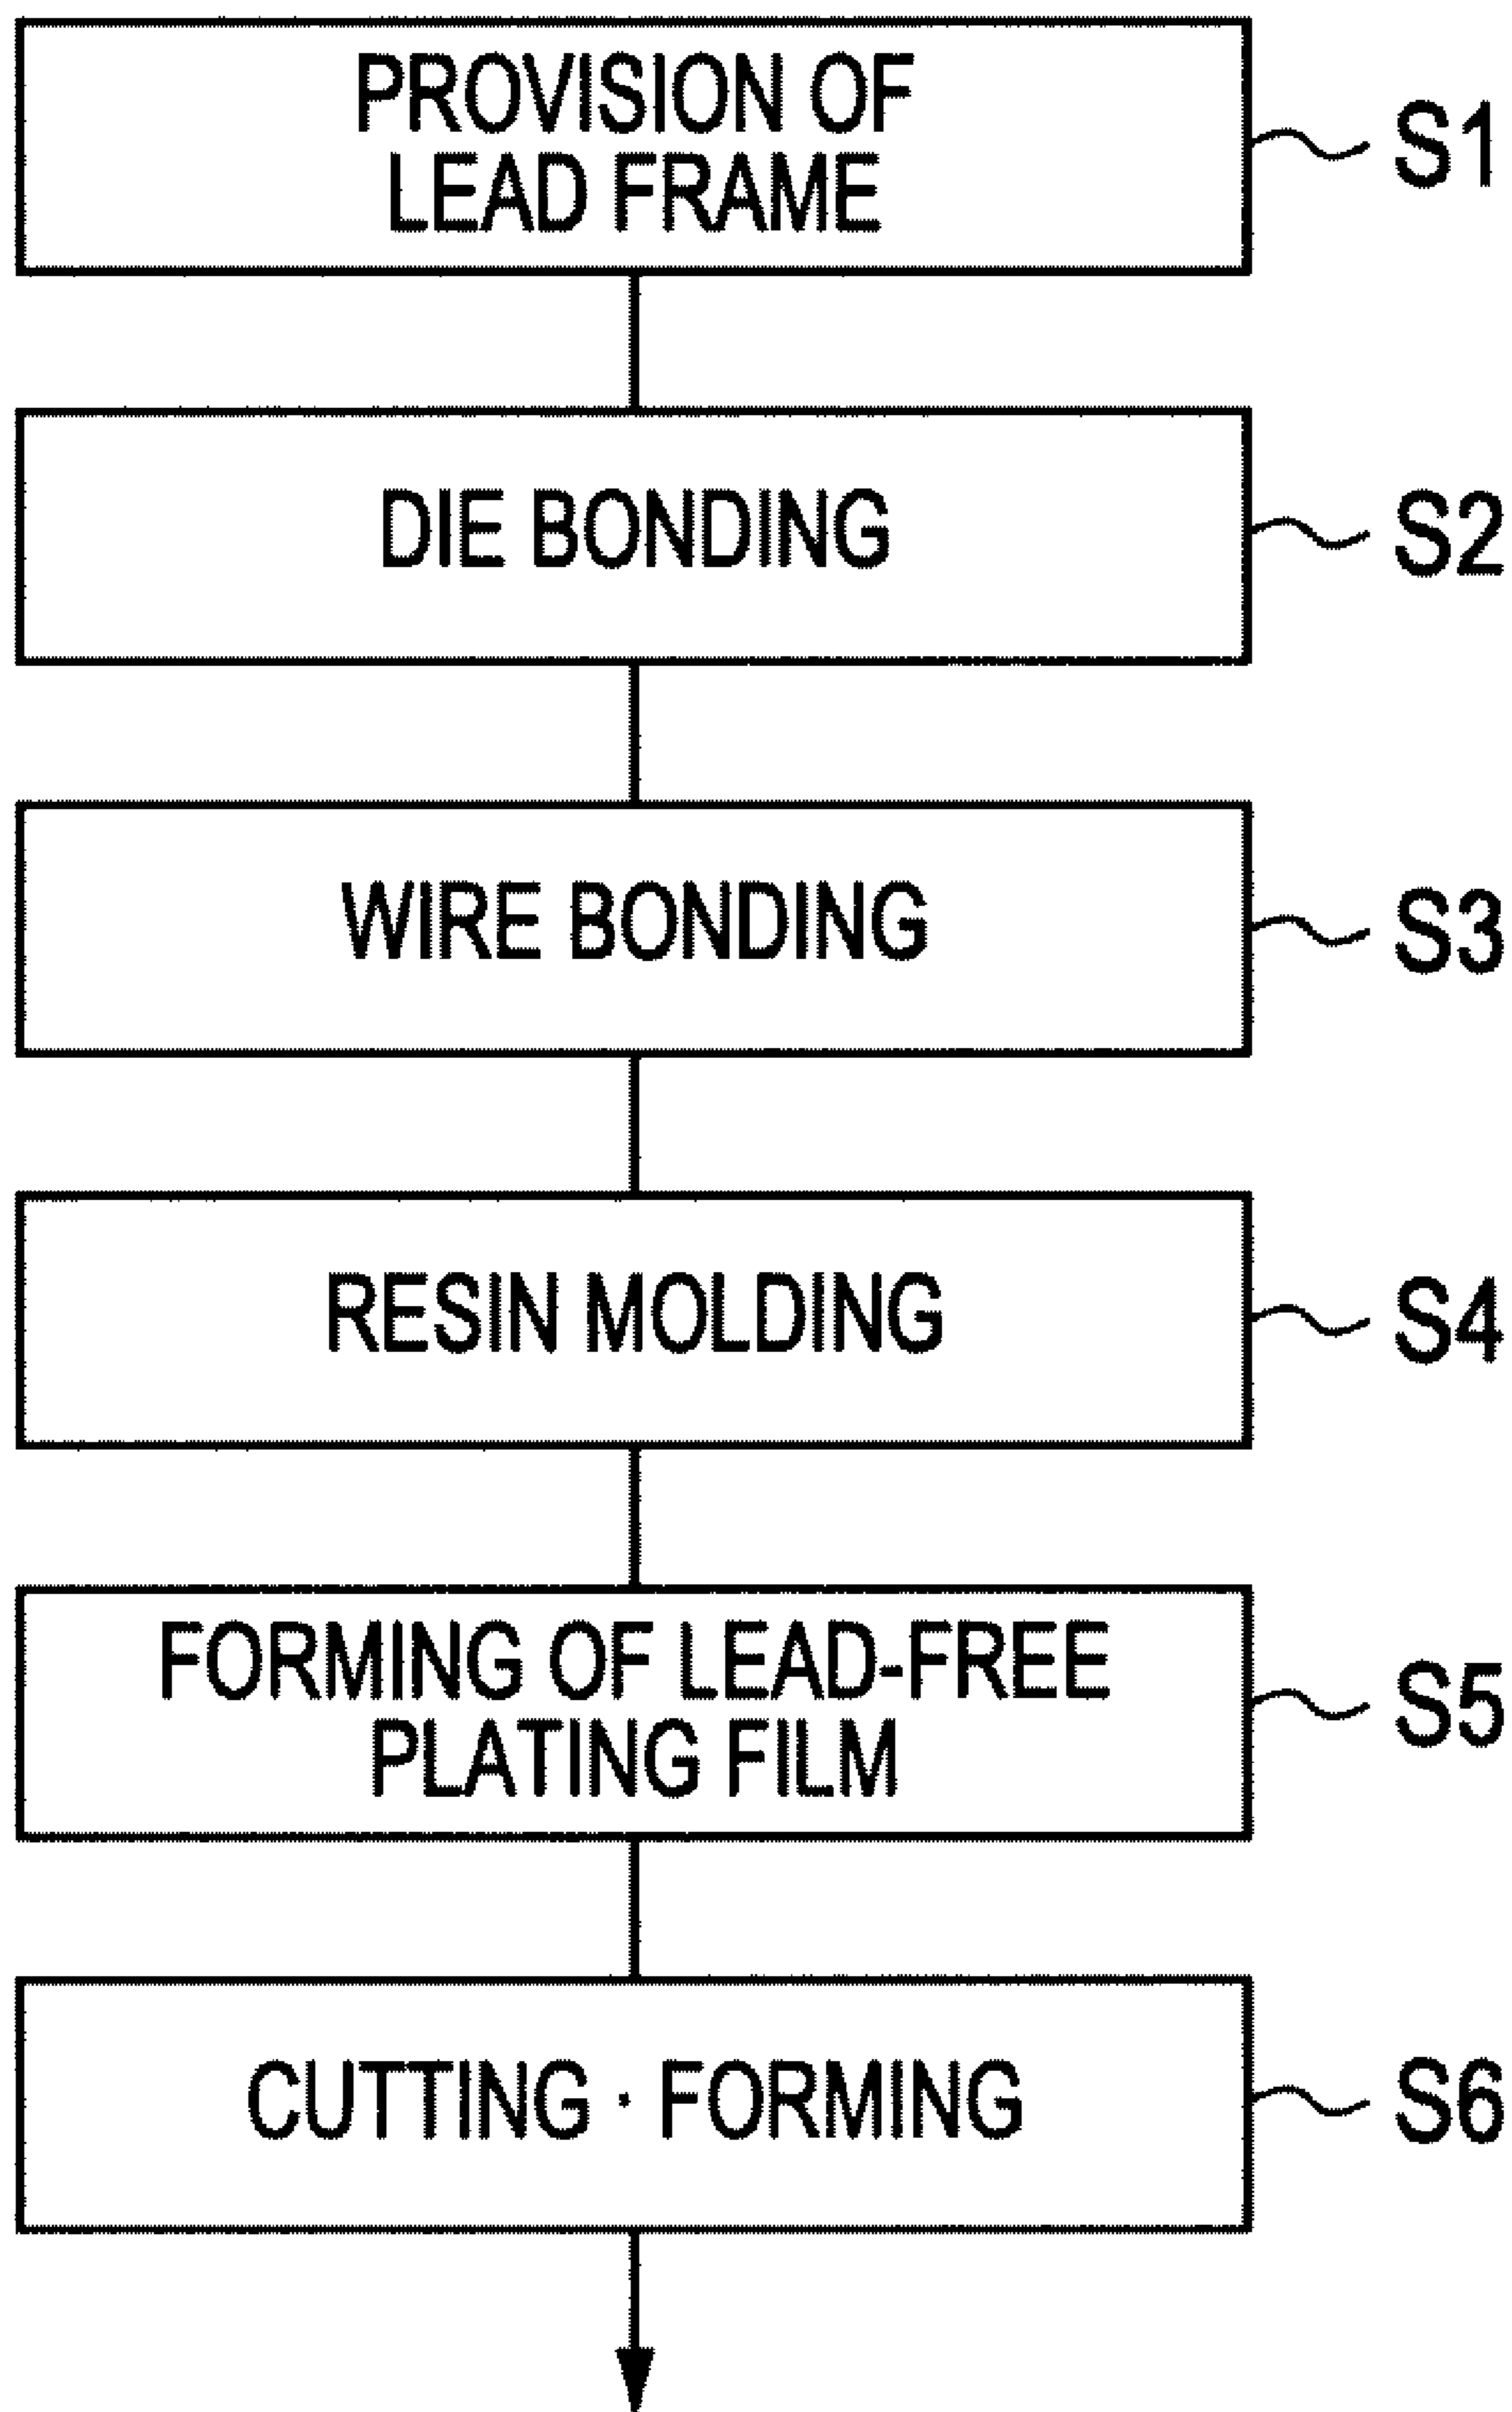 PROVISION OF
LEAD FRAME
S1
DIE BONDING
S2
WIRE BONDING
S3
RESIN MOLDING
S4
FORMING OF LEAD-FREE
PLATING FILM
S5
CUTTING · FORMING
S6